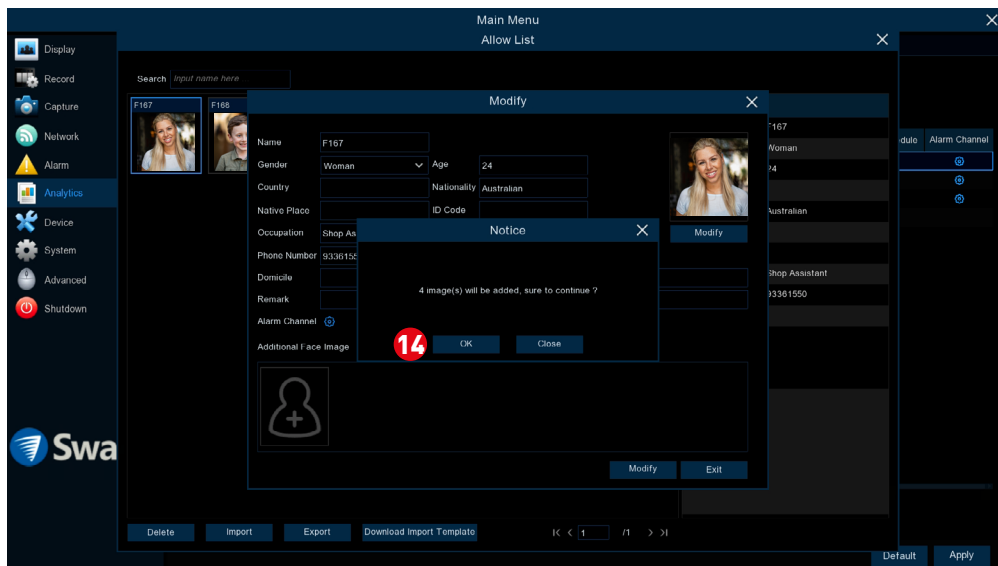 Main Menu
Allow List
Display
Record
Capture
Network
Alarm
Analytics
Device
System
Advanced
Shutdown
Swa
Search Input name here
F167 F168
Modify
Name F167
Gender Woman Age 24
Country Nationality Australian
Native Place ID Code
Occupation Shop As
Phone Number 9336155
Domicile
Remark
Alarm Channel
Additional Face Image
Modify
Notice
4 image(s) will be added, sure to continue ?
14 OK Close
Modify Exit
F167
Woman
24
Australian
Shop Assistant
93361550
dule Alarm Channel
Delete Import Export Download Import Template 1 /1
Default Apply